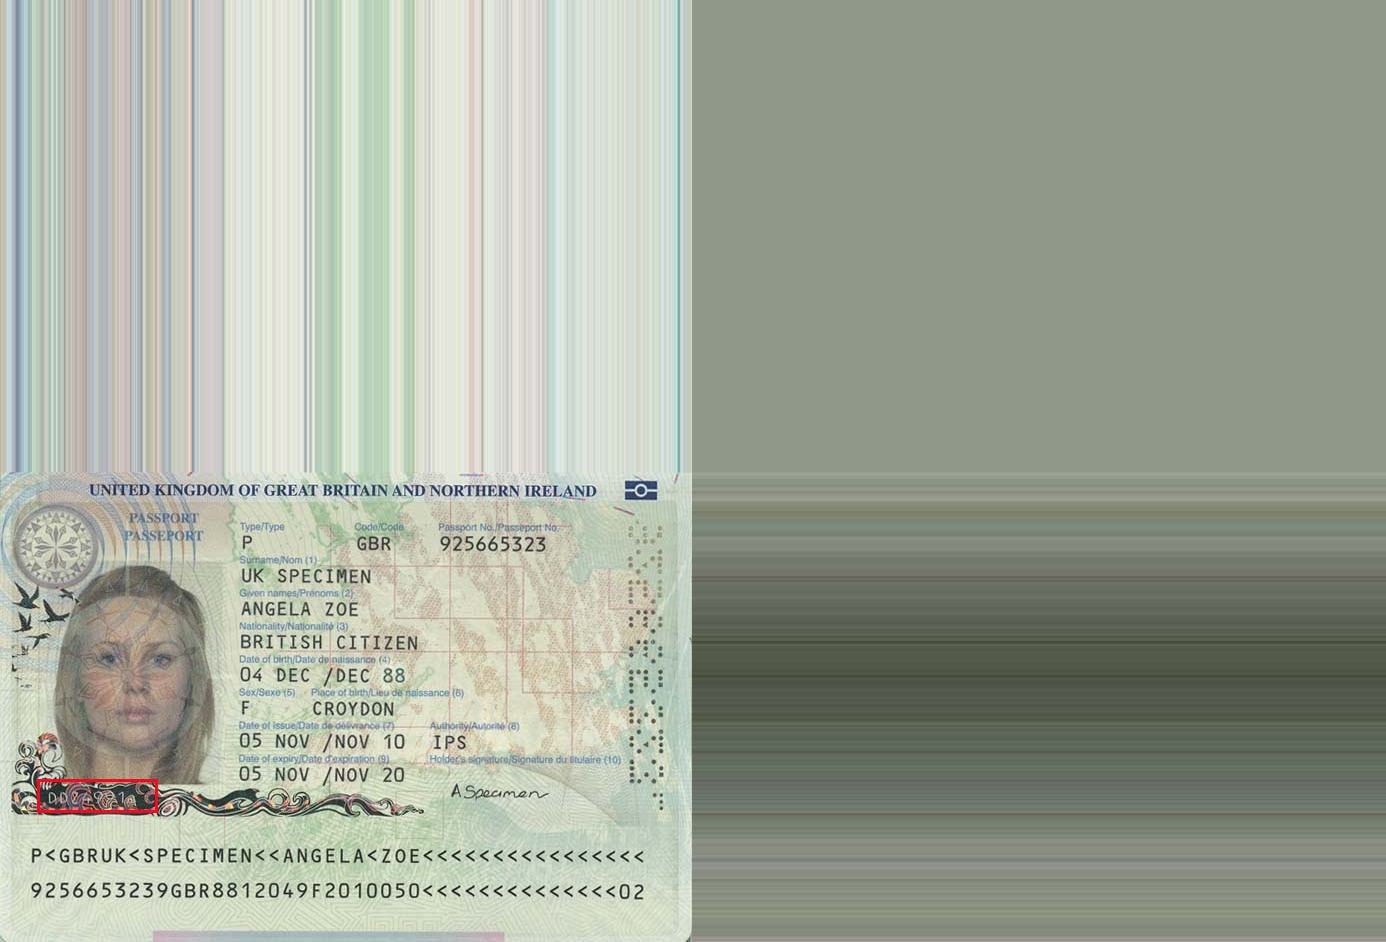 UNITED KINGDOM OF GREAT BRITAIN AND NORTHERN IRELAND
PASSPORT
PASSEPORT
Type/Type Code/Code Passport No./Passeport No.
P GBR 925665323
Surname/Nom (1)
UK SPECIMEN
Given names/Prénoms (2)
ANGELA ZOE
Nationality/Nationalité (3)
BRITISH CITIZEN
Date of birth/Date de naissance (4)
04 DEC /DEC 88
Sex/Sexe (5) Place of birth/Lieu de naissance (6)
F CROYDON
Date of issue/Date de délivrance (7) Authority/Autorité (8)
05 NOV /NOV 10 IPS
Date of expiry/Date d'expiration (9) Holder's signature/Signature du titulaire (10)
05 NOV /NOV 20
A Specimen
P<GBRUK<SPECIMEN<<ANGELA<ZOE<<<<<<<<<<<<<<<<
9256653239GBR8812049F2010050<<<<<<<<<<<<<<02